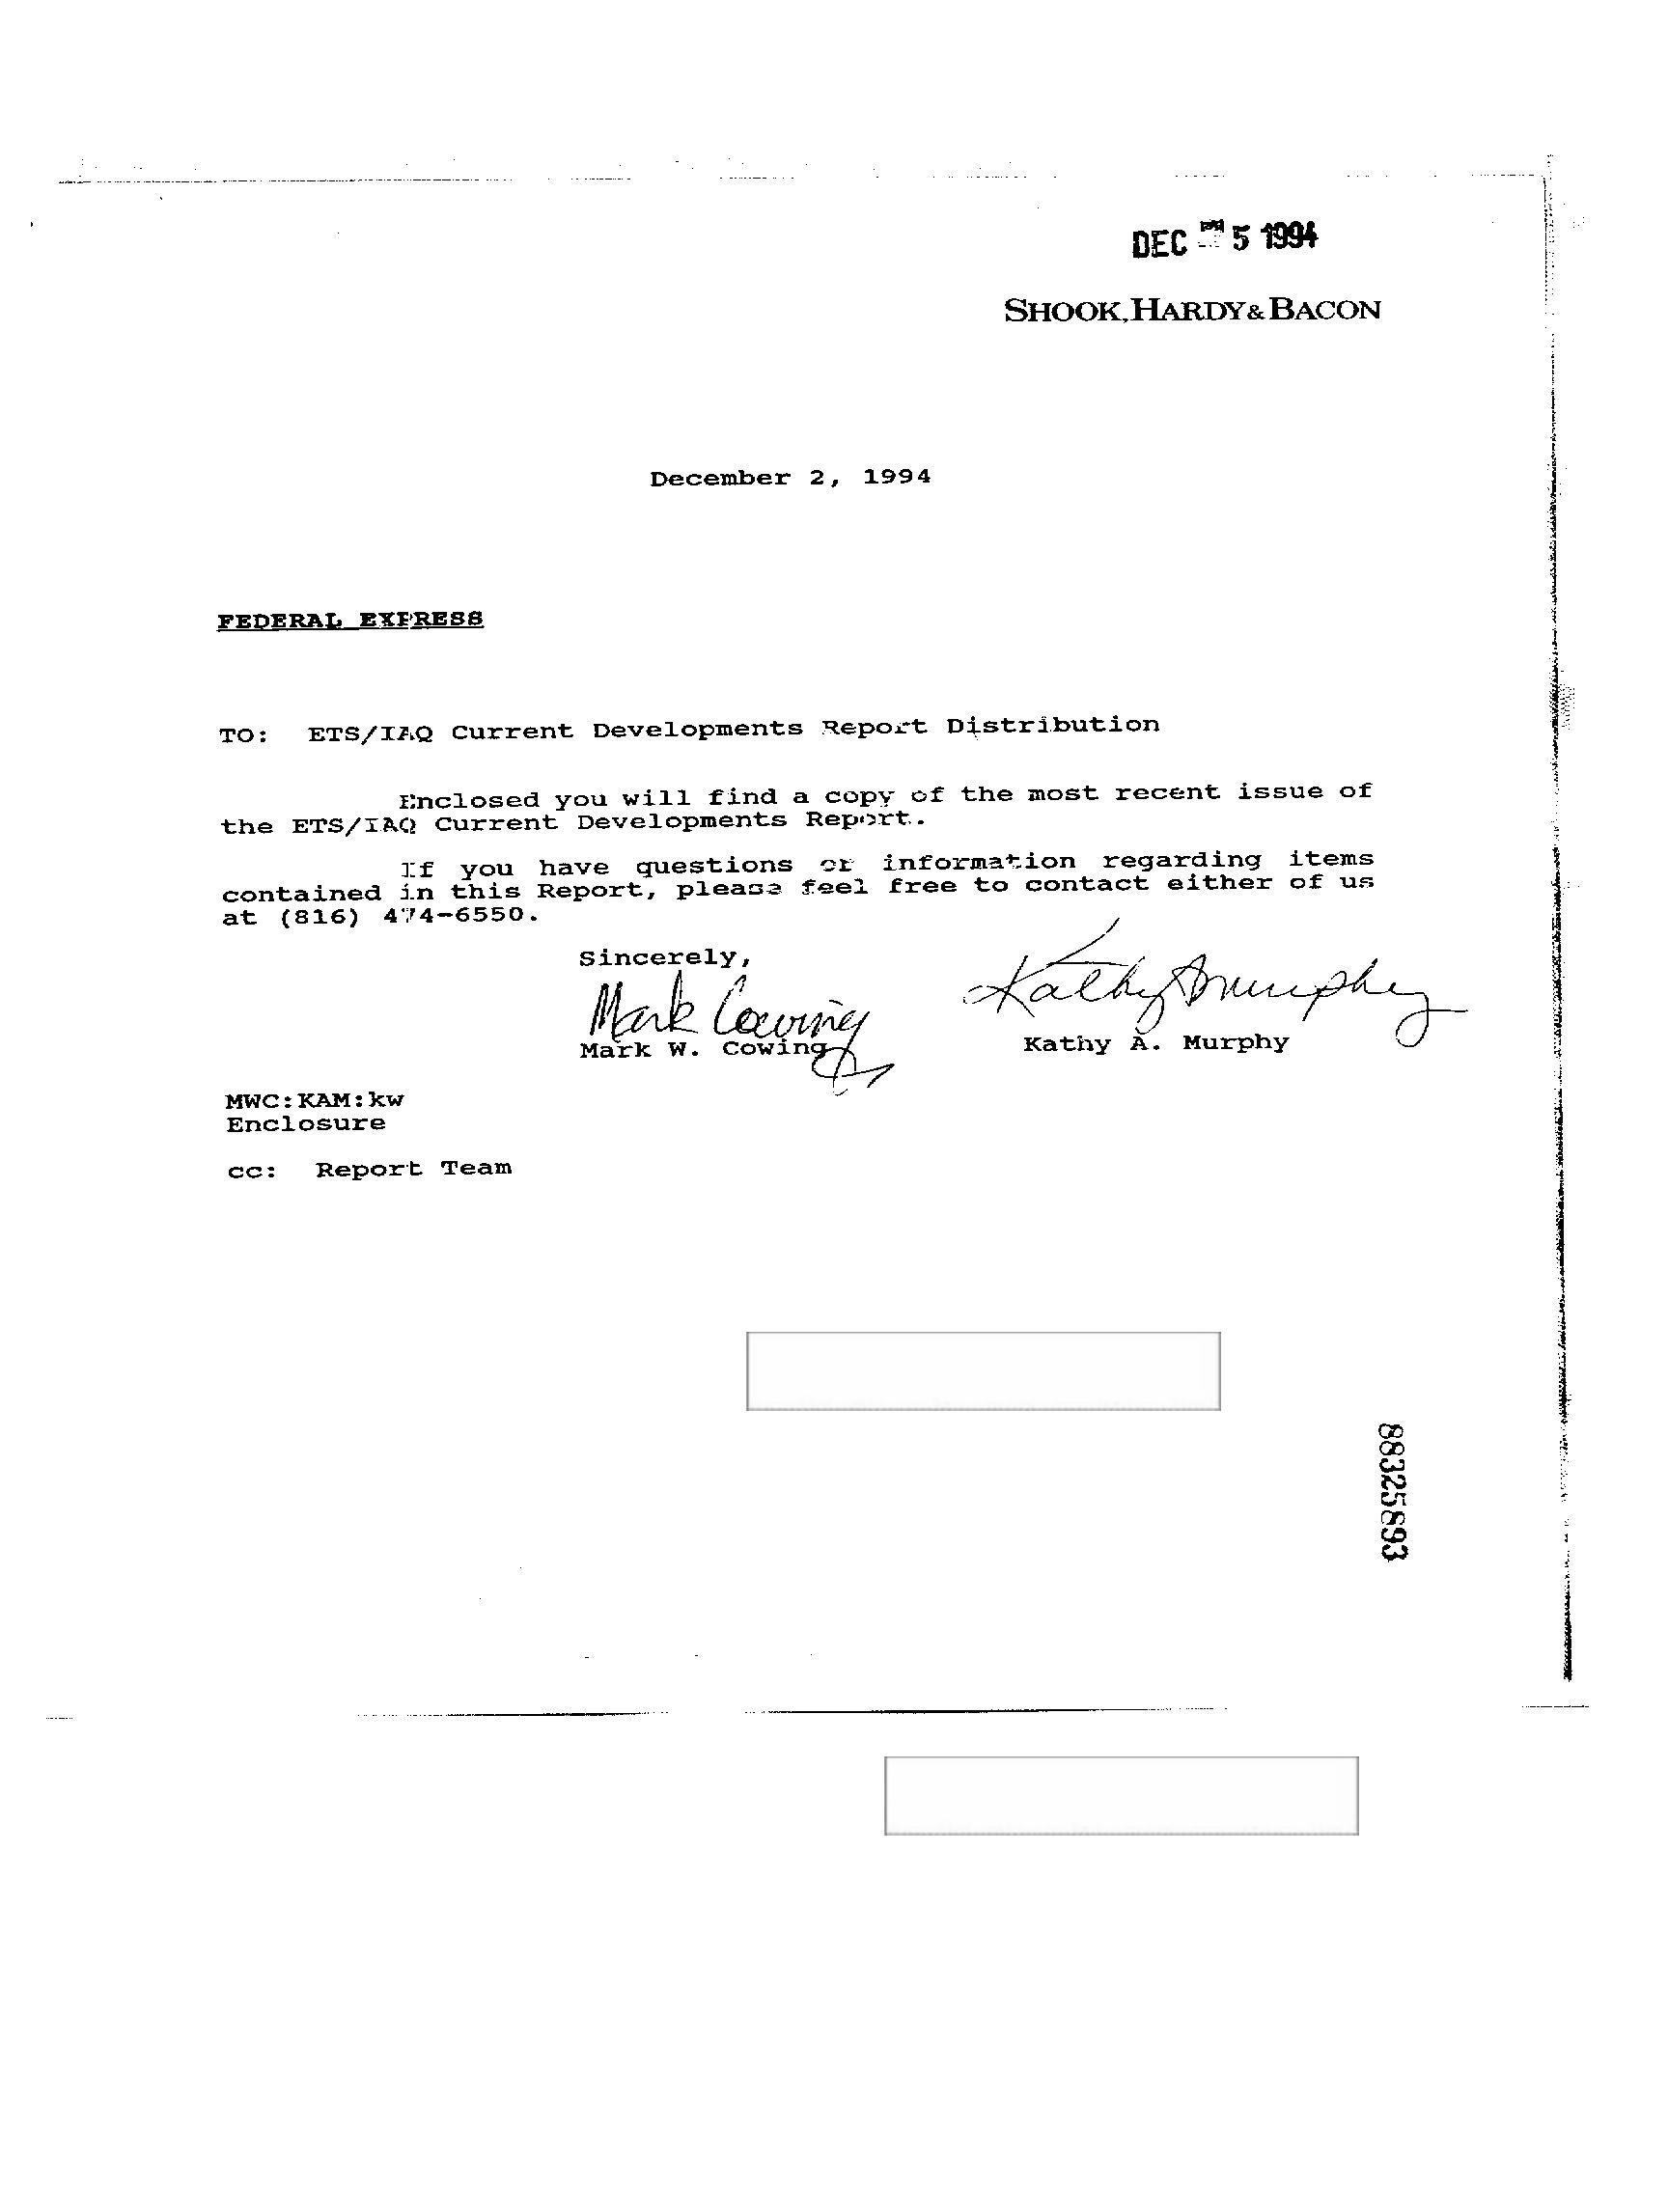 DEC 5 1994
SHOOK, HARDY & BACON
December 2, 1994
FEDERAL EXPRESS
TO: ETS/IAQ Current Developments Report Distribution
Enclosed you will find a copy of the most recent issue of
the ETS/IAQ Current Developments Report.
If you have questions or information regarding items
contained in this Report, please feel free to contact either of us
at (816) 474-6550.
Sincerely,
Mark Cowing Kathy A Murphy
Mark W. Cowing Kathy A. Murphy
MWC:KAM:kw
Enclosure
cc: Report Team
88325893